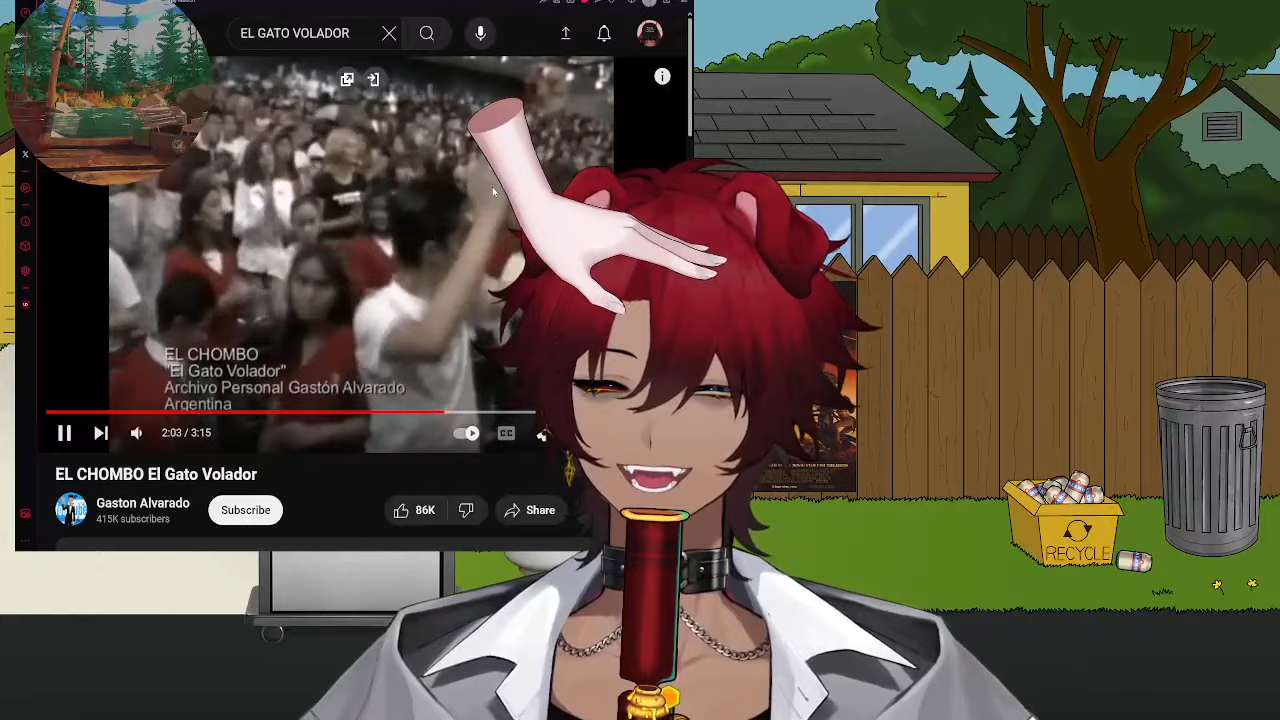 EL GATO VOLADOR
EL CHOMBO
"El Gato Volador"
Archivo Personal Gastón Alvarado
Argentina
2:03 / 3:15
CC
EL CHOMBO El Gato Volador
Gaston Alvarado
415K subscribers
Subscribe
86K
Share
RECYCLE